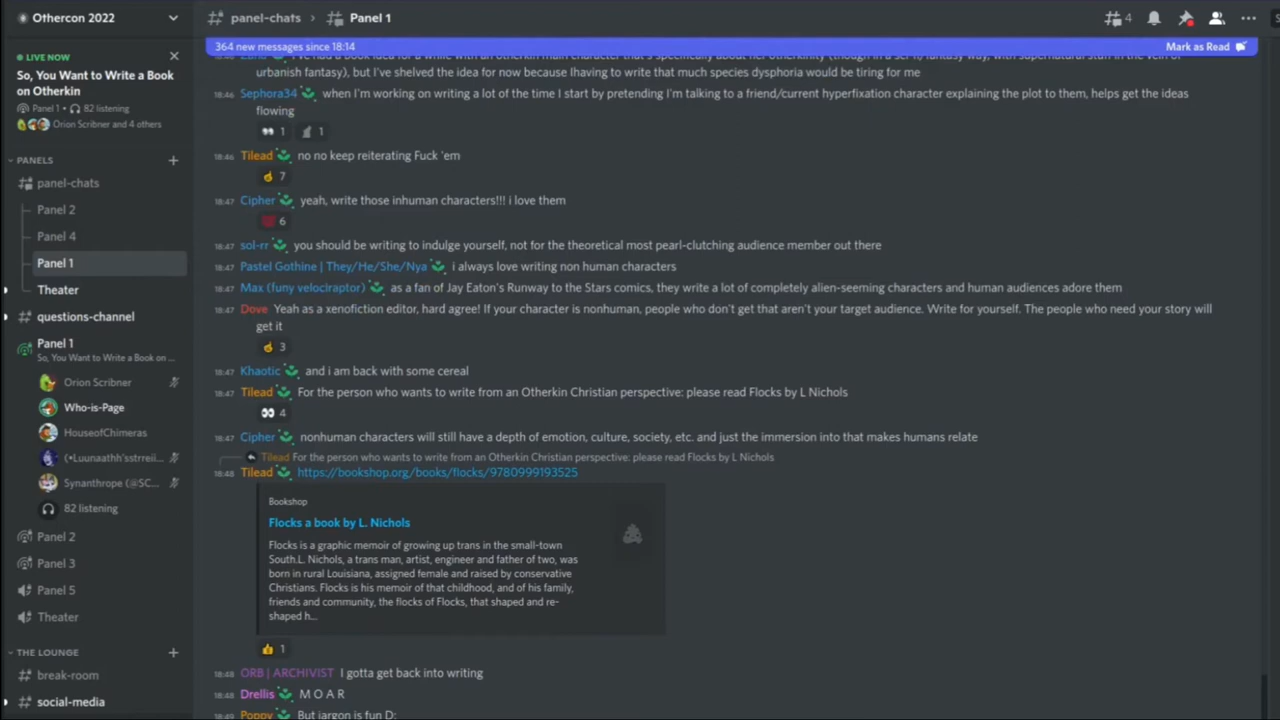 Othercon 2022
LIVE NOW
So, You Want to Write a Book
on Otherkin
Panel 1 • 82 listening
Orion Scribner and 4 others
PANELS
panel-chats
Panel 2
Panel 4
Panel 1
Theater
questions-channel
Panel 1
So, You Want to Write a Book on ...
Orion Scribner
Who-is-Page
HouseofChimeras
(•Luunaathh'sstrreii...
Synanthrope (@SC...
82 listening
Panel 2
Panel 3
Panel 5
Theater
THE LOUNGE
break-room
social-media
panel-chats › Panel 1
4
364 new messages since 18:14
Mark as Read
urbanish fantasy), but I've shelved the idea for now because Ihaving to write that much species dysphoria would be tiring for me
18:46 Sephora34 when I'm working on writing a lot of the time I start by pretending I'm talking to a friend/current hyperfixation character explaining the plot to them, helps get the ideas
flowing
1 1
18:46 Tilead no no keep reiterating Fuck 'em
7
18:47 Cipher yeah, write those inhuman characters!!! i love them
6
18:47 sol-rr you should be writing to indulge yourself, not for the theoretical most pearl-clutching audience member out there
18:47 Pastel Gothine | They/He/She/Nya i always love writing non human characters
18:47 Max (funy velociraptor) as a fan of Jay Eaton's Runway to the Stars comics, they write a lot of completely alien-seeming characters and human audiences adore them
18:47 Dove Yeah as a xenofiction editor, hard agree! If your character is nonhuman, people who don't get that aren't your target audience. Write for yourself. The people who need your story will
get it
3
18:47 Khaotic and i am back with some cereal
18:47 Tilead For the person who wants to write from an Otherkin Christian perspective: please read Flocks by L Nichols
4
18:47 Cipher nonhuman characters will still have a depth of emotion, culture, society, etc. and just the immersion into that makes humans relate
Tilead For the person who wants to write from an Otherkin Christian perspective: please read Flocks by L Nichols
18:48 Tilead https://bookshop.org/books/flocks/9780999193525
Bookshop
Flocks a book by L. Nichols
Flocks is a graphic memoir of growing up trans in the small-town
South.L. Nichols, a trans man, artist, engineer and father of two, was
born in rural Louisiana, assigned female and raised by conservative
Christians. Flocks is his memoir of that childhood, and of his family,
friends and community, the flocks of Flocks, that shaped and re-
shaped h...
1
18:48 ORB | ARCHIVIST I gotta get back into writing
18:48 Drellis M O A R
18:49 Poppy But jargon is fun D: